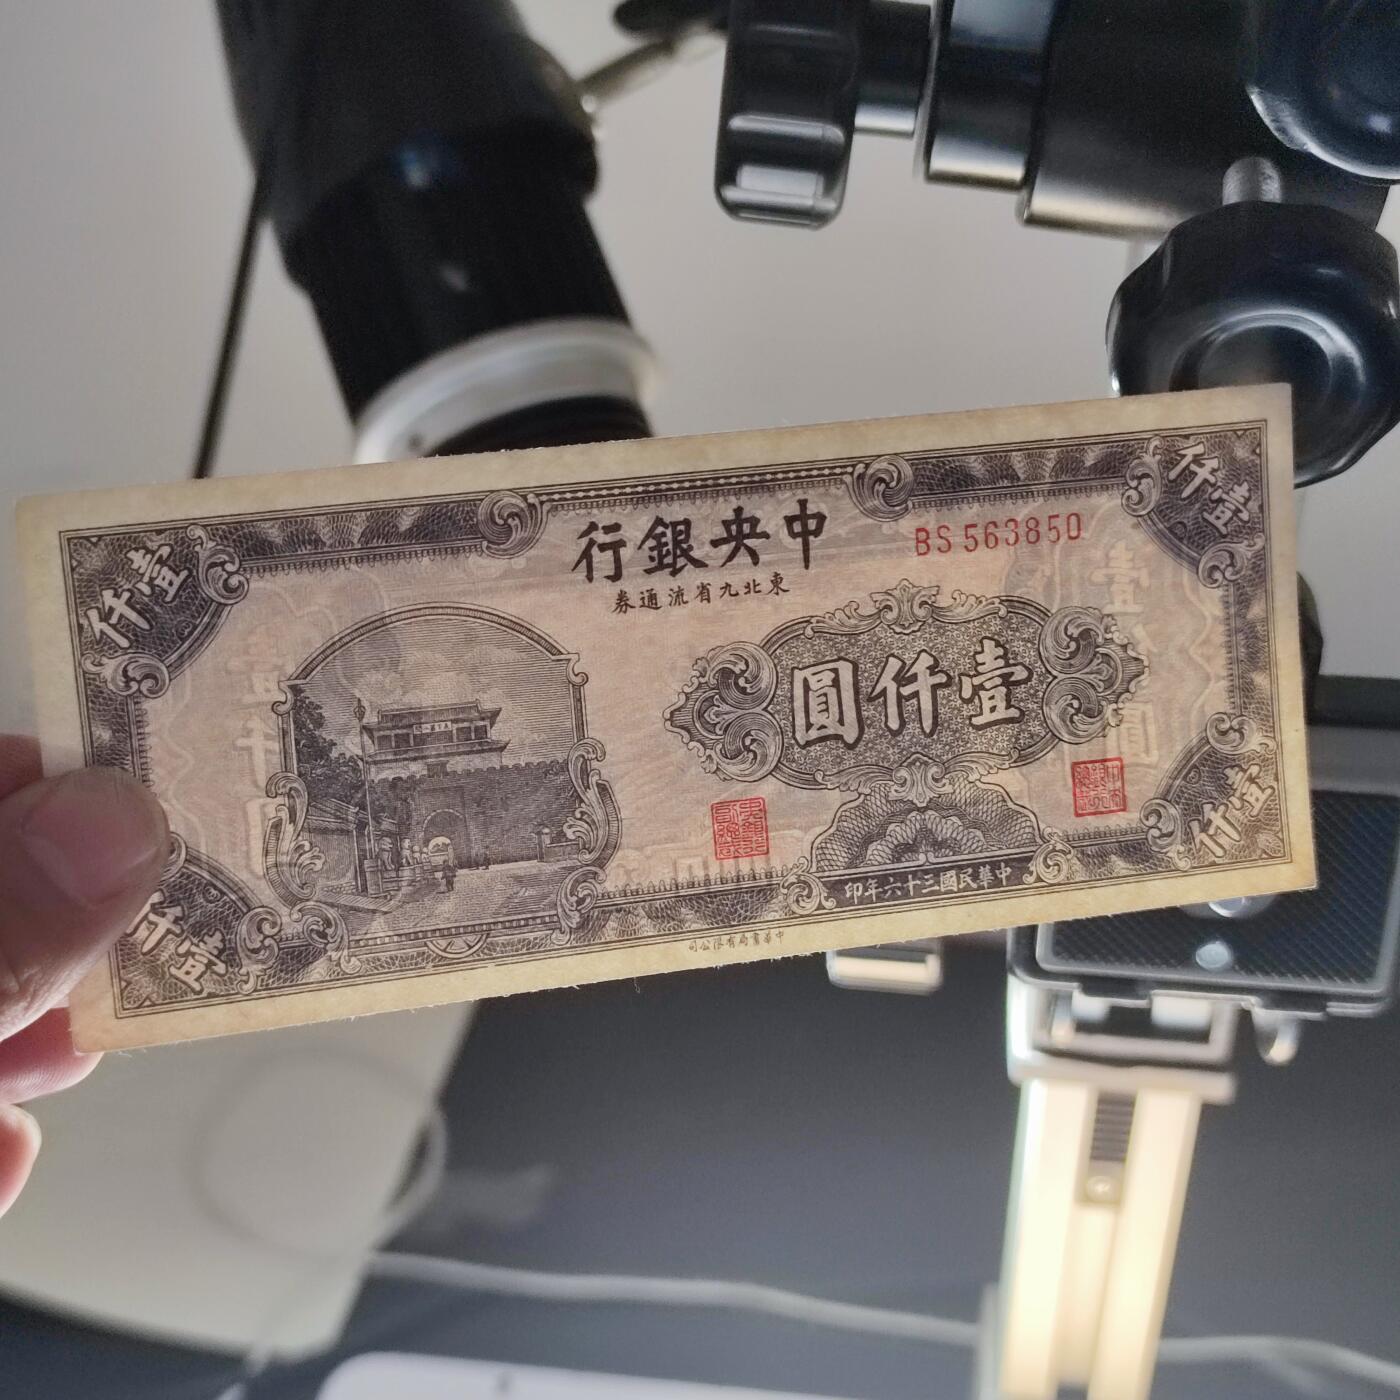 中央銀行
東北九省流通券
BS 563850
壹仟
壹仟
壹仟圓
壹仟
壹仟
中華民國三十六年印
中華書局有限公司